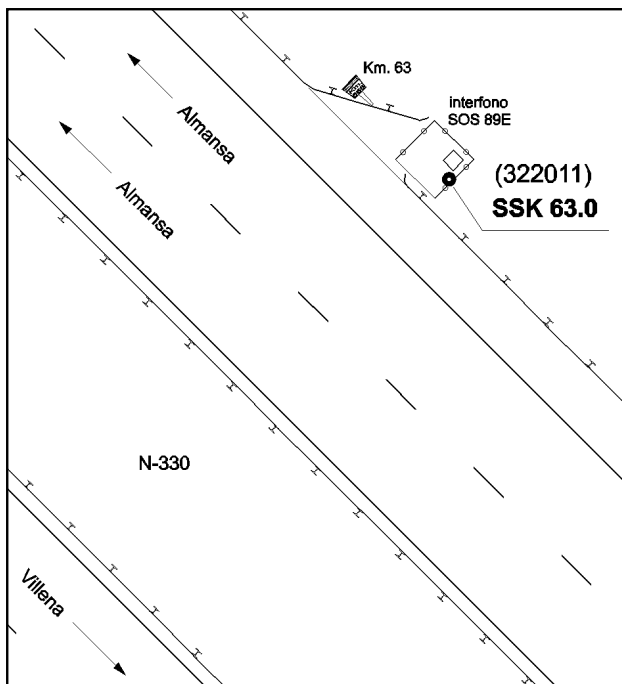 Km. 63
interfono
SOS 89E
(322011)
SSK 63.0
Almansa
Almansa
N-330
Villena